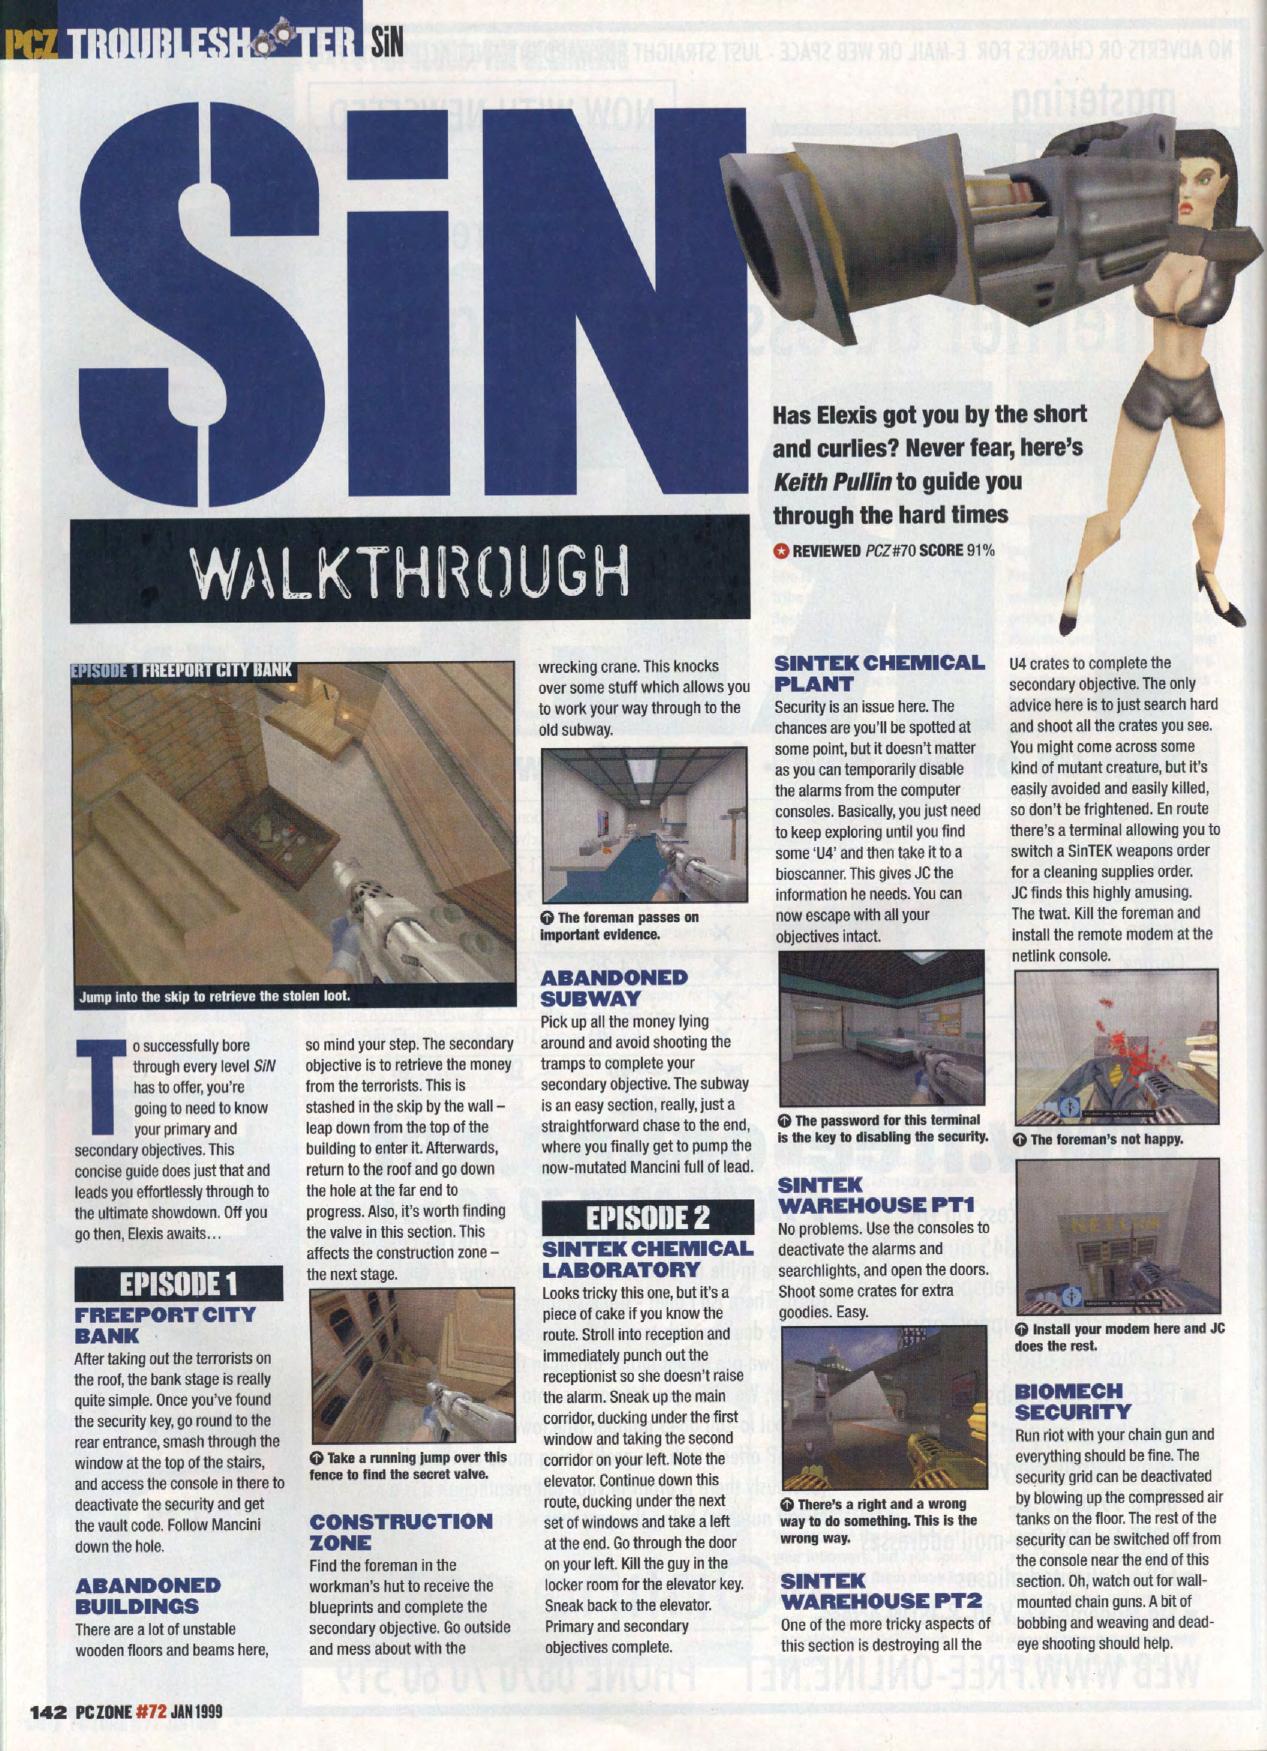 PCZ TROUBLESHOOTER SiN
SiN
WALKTHROUGH
Has Elexis got you by the short
and curlies? Never fear, here's
Keith Pullin to guide you
through the hard times
REVIEWED PCZ #70 SCORE 91%
EPISODE 1 FREEPORT CITY BANK
Jump into the skip to retrieve the stolen loot.
To successfully bore
through every level SiN
has to offer, you're
going to need to know
your primary and
secondary objectives. This
concise guide does just that and
leads you effortlessly through to
the ultimate showdown. Off you
go then, Elexis awaits...
EPISODE 1
FREEPORT CITY
BANK
After taking out the terrorists on
the roof, the bank stage is really
quite simple. Once you've found
the security key, go round to the
rear entrance, smash through the
window at the top of the stairs,
and access the console in there to
deactivate the security and get
the vault code. Follow Mancini
down the hole.
ABANDONED
BUILDINGS
There are a lot of unstable
wooden floors and beams here,
so mind your step. The secondary
objective is to retrieve the money
from the terrorists. This is
stashed in the skip by the wall –
leap down from the top of the
building to enter it. Afterwards,
return to the roof and go down
the hole at the far end to
progress. Also, it's worth finding
the valve in this section. This
affects the construction zone –
the next stage.
Take a running jump over this
fence to find the secret valve.
CONSTRUCTION
ZONE
Find the foreman in the
workman's hut to receive the
blueprints and complete the
secondary objective. Go outside
and mess about with the
wrecking crane. This knocks
over some stuff which allows you
to work your way through to the
old subway.
The foreman passes on
important evidence.
ABANDONED
SUBWAY
Pick up all the money lying
around and avoid shooting the
tramps to complete your
secondary objective. The subway
is an easy section, really, just a
straightforward chase to the end,
where you finally get to pump the
now-mutated Mancini full of lead.
EPISODE 2
SINTEK CHEMICAL
LABORATORY
Looks tricky this one, but it's a
piece of cake if you know the
route. Stroll into reception and
immediately punch out the
receptionist so she doesn't raise
the alarm. Sneak up the main
corridor, ducking under the first
window and taking the second
corridor on your left. Note the
elevator. Continue down this
route, ducking under the next
set of windows and take a left
at the end. Go through the door
on your left. Kill the guy in the
locker room for the elevator key.
Sneak back to the elevator.
Primary and secondary
objectives complete.
SINTEK CHEMICAL
PLANT
Security is an issue here. The
chances are you'll be spotted at
some point, but it doesn't matter
as you can temporarily disable
the alarms from the computer
consoles. Basically, you just need
to keep exploring until you find
some 'U4' and then take it to a
bioscanner. This gives JC the
information he needs. You can
now escape with all your
objectives intact.
The password for this terminal
is the key to disabling the security.
SINTEK
WAREHOUSE PT1
No problems. Use the consoles to
deactivate the alarms and
searchlights, and open the doors.
Shoot some crates for extra
goodies. Easy.
There's a right and a wrong
way to do something. This is the
wrong way.
SINTEK
WAREHOUSE PT2
One of the more tricky aspects of
this section is destroying all the
U4 crates to complete the
secondary objective. The only
advice here is to just search hard
and shoot all the crates you see.
You might come across some
kind of mutant creature, but it's
easily avoided and easily killed,
so don't be frightened. En route
there's a terminal allowing you to
switch a SinTEK weapons order
for a cleaning supplies order.
JC finds this highly amusing.
The twat. Kill the foreman and
install the remote modem at the
netlink console.
The foreman's not happy.
NETLINK
Install your modem here and JC
does the rest.
BIOMECH
SECURITY
Run riot with your chain gun and
everything should be fine. The
security grid can be deactivated
by blowing up the compressed air
tanks on the floor. The rest of the
security can be switched off from
the console near the end of this
section. Oh, watch out for wall-
mounted chain guns. A bit of
bobbing and weaving and dead-
eye shooting should help.
142 PC ZONE #72 JAN 1999